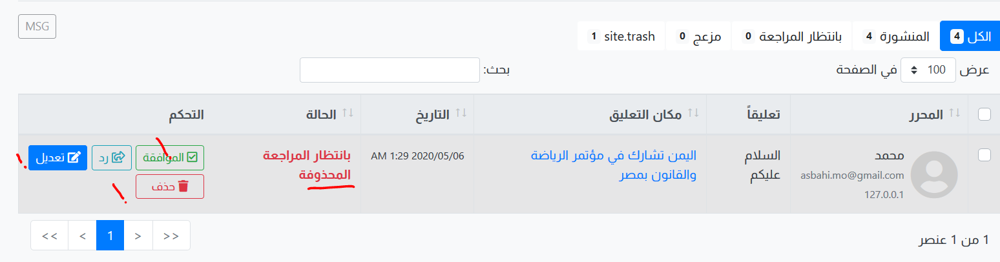 الكل 4
المنشورة 4
بانتظار المراجعة 0
مزعج 0
site.trash 1
MSG
عرض 100 في الصفحة
بحث:
المحرر
تعليقاً
مكان التعليق
التاريخ
الحالة
التحكم
محمد
asbahi.mo@gmail.com
127.0.0.1
السلام
عليكم
اليمن تشارك في مؤتمر الرياضة
والقانون بمصر
2020/05/06 1:29 AM
بانتظار المراجعة
المحذوفة
الموافقة
رد
تعديل
حذف
1 من 1 عنصر
<< < 1 > >>